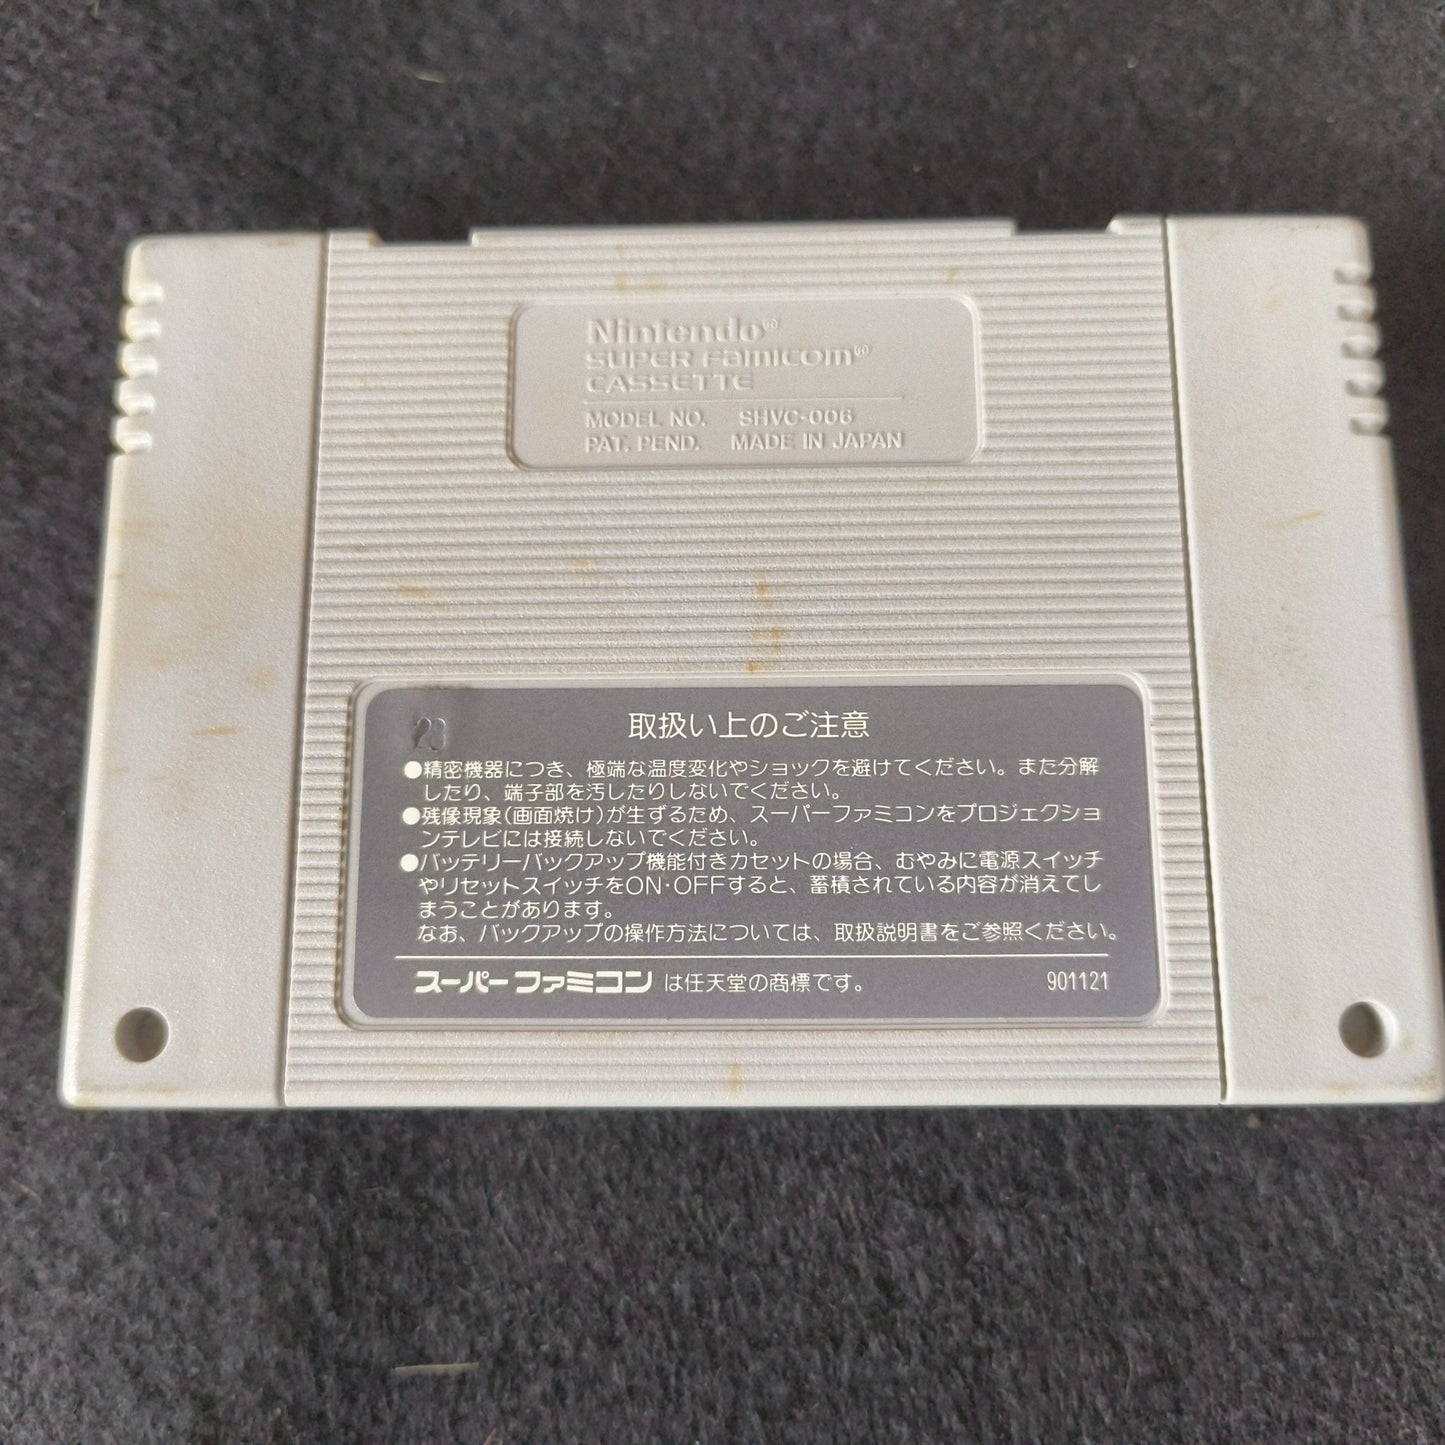 Nintendo®
SUPER Famicom®
CASSETTE
MODEL NO. SHVC-006
PAT. PEND. MADE IN JAPAN
23
取扱い上のご注意
●精密機器につき、極端な温度変化やショックを避けてください。また分解
したり、端子部を汚したりしないでください。
●残像現象(画面焼け)が生ずるため、スーパーファミコンをプロジェクショ
ンテレビには接続しないでください。
●バッテリーバックアップ機能付きカセットの場合、むやみに電源スイッチ
やリセットスイッチをON・OFFすると、蓄積されている内容が消えてし
まうことがあります。
なお、バックアップの操作方法については、取扱説明書をご参照ください。
スーパーファミコン は任天堂の商標です。 901121